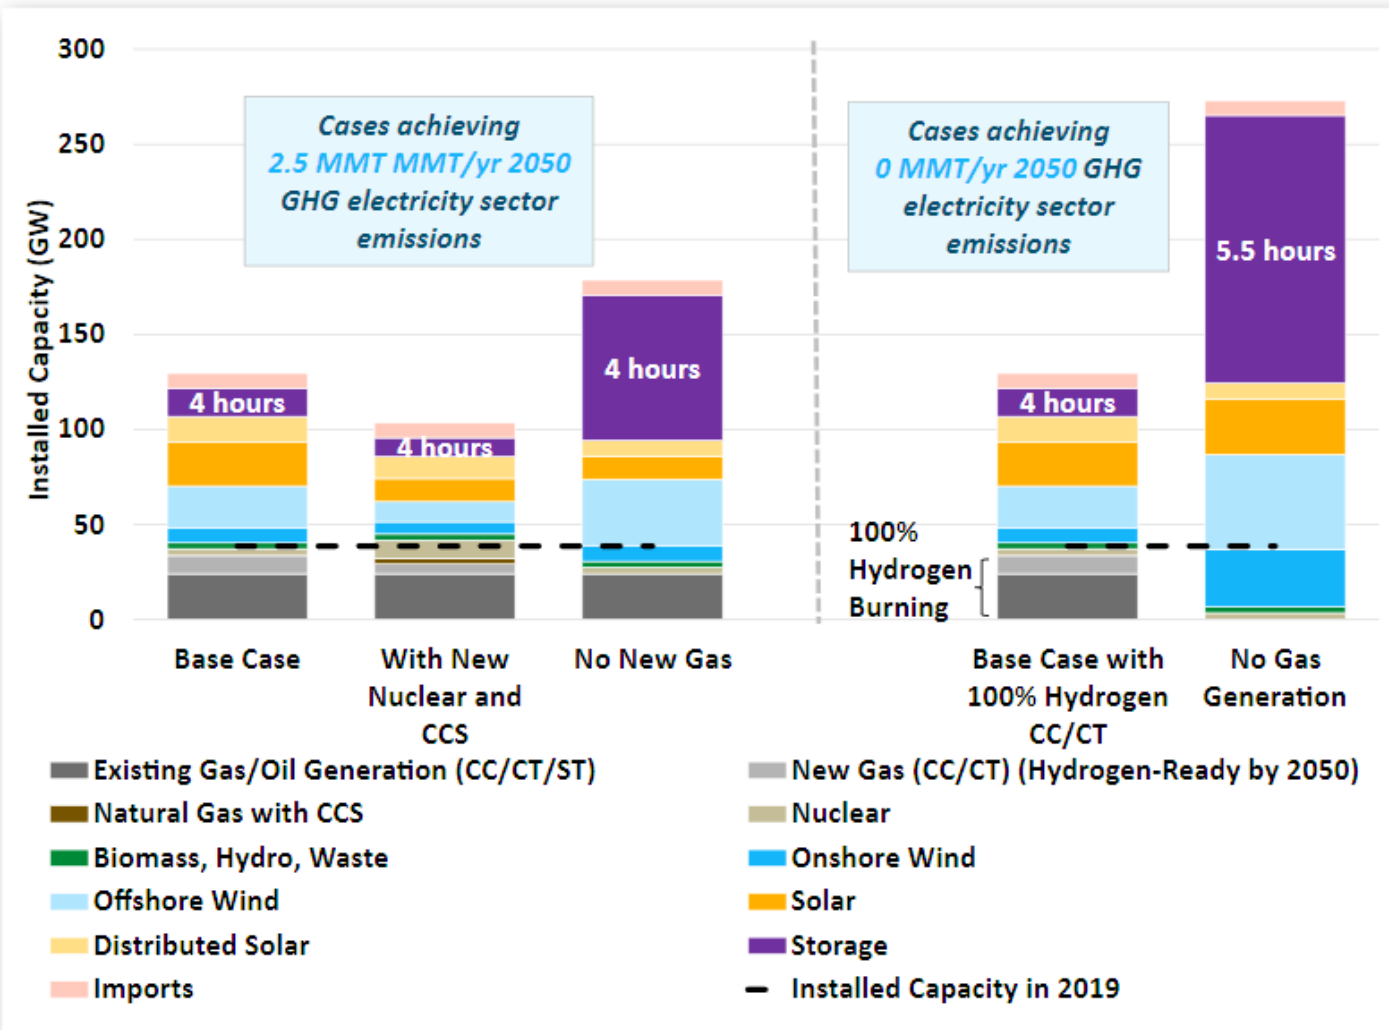 300
250
200
150
100
50
0
Installed Capacity (GW)
Cases achieving
2.5 MMT MMT/yr 2050
GHG electricity sector
emissions
Cases achieving
0 MMT/yr 2050 GHG
electricity sector
emissions
4 hours
4 hours
4 hours
4 hours
5.5 hours
100%
Hydrogen
Burning
Base Case
With New
Nuclear and
CCS
No New Gas
Base Case with
100% Hydrogen
CC/CT
No Gas
Generation
Existing Gas/Oil Generation (CC/CT/ST)
New Gas (CC/CT) (Hydrogen-Ready by 2050)
Natural Gas with CCS
Nuclear
Biomass, Hydro, Waste
Onshore Wind
Offshore Wind
Solar
Distributed Solar
Storage
Imports
Installed Capacity in 2019